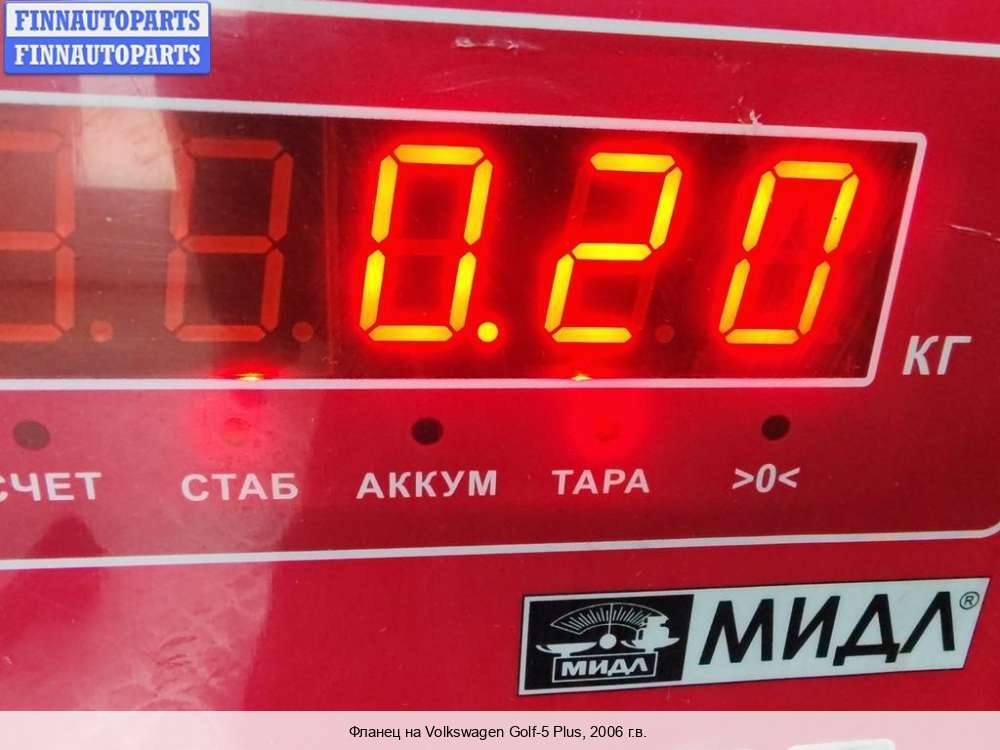 FINNAUTOPARTS
FINNAUTOPARTS
0.20
КГ
СЧЕТ СТАБ АККУМ ТАРА >0<
МИДЛ МИДЛ®
Фланец на Volkswagen Golf-5 Plus, 2006 г.в.